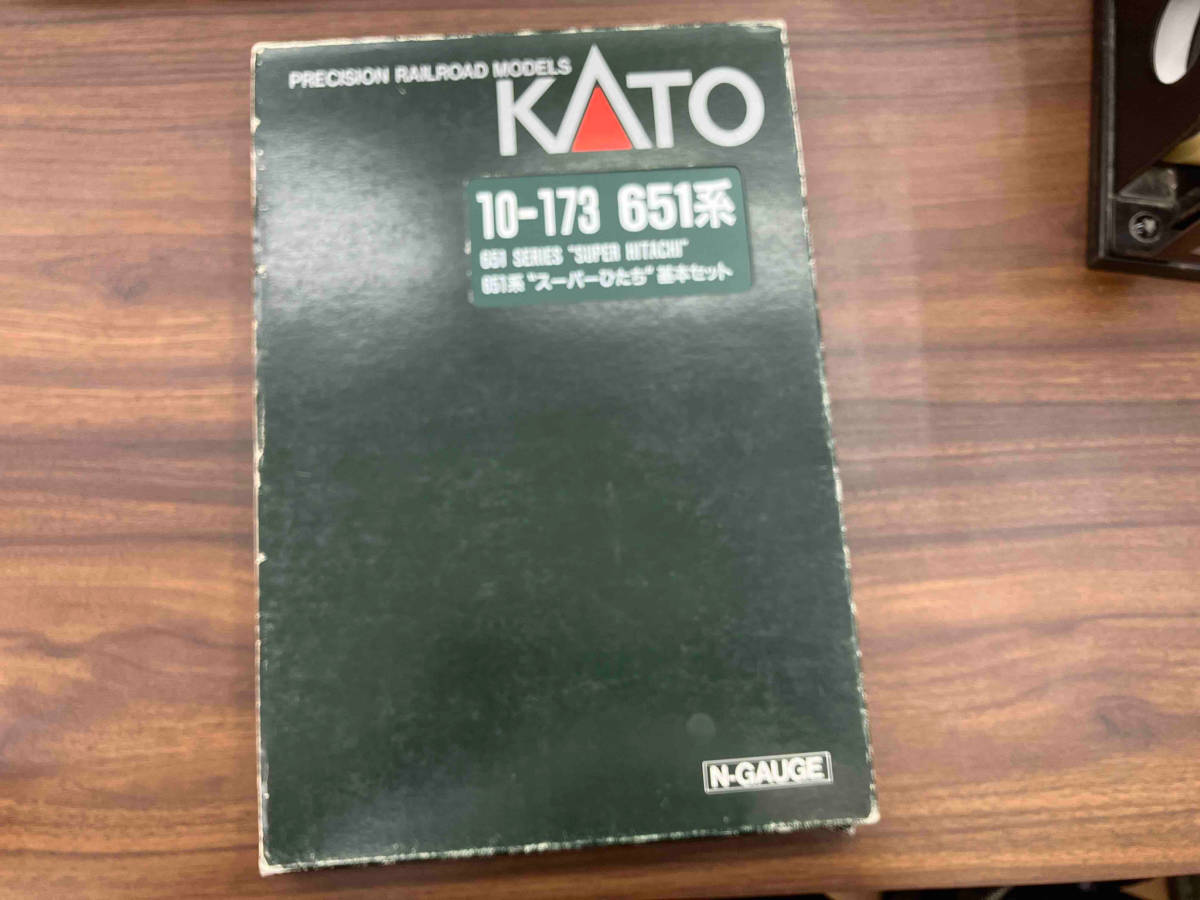 PRECISION RAILROAD MODELS
KATO
10-173 651系
651 SERIES "SUPER HITACHI"
651系 "スーパーひたち" 基本セット
N-GAUGE